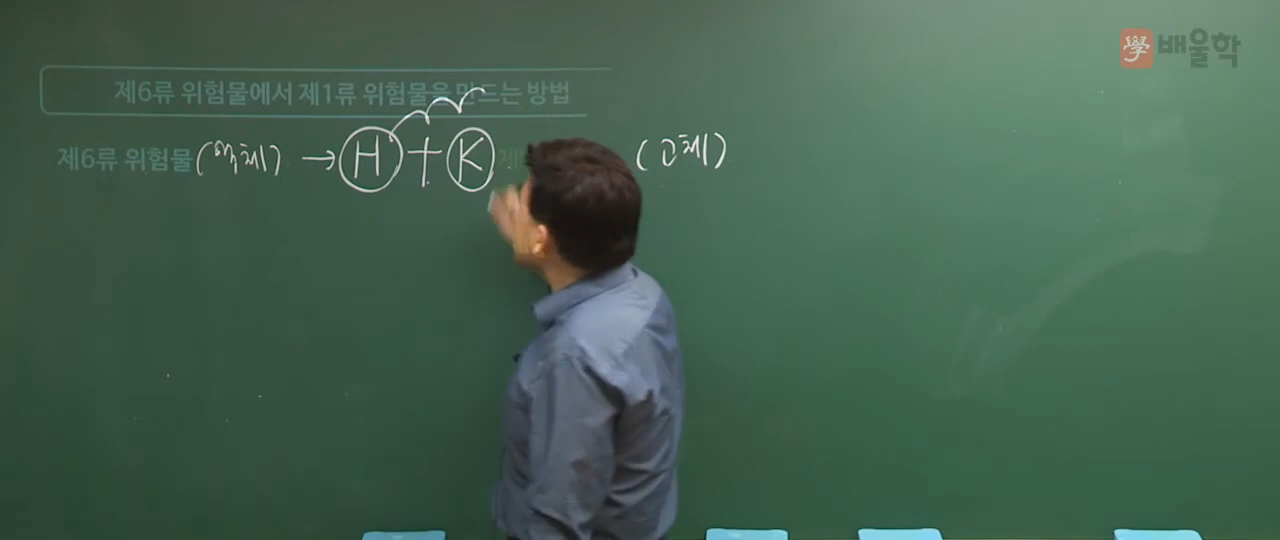 學 배울학
제6류 위험물에서 제1류 위험물을 만드는 방법
제6류 위험물 (액체) → H + K (고체)